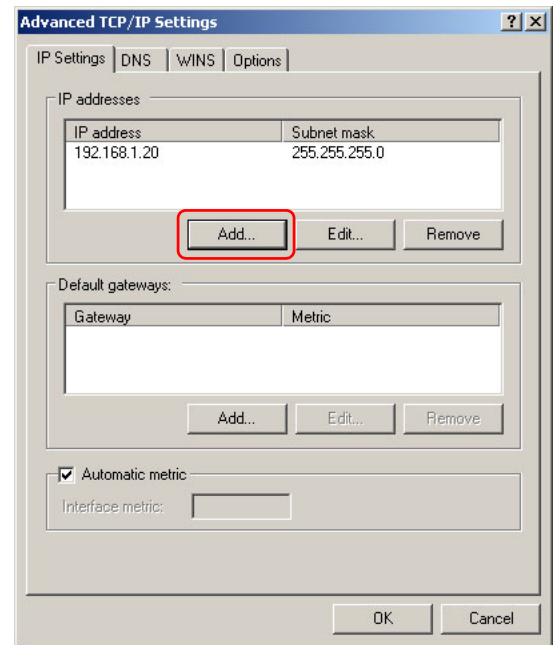 Advanced TCP/IP Settings
IP Settings DNS WINS Options
IP addresses
IP address Subnet mask
192.168.1.20 255.255.255.0
Add... Edit... Remove
Default gateways:
Gateway Metric
Add... Edit... Remove
Automatic metric
Interface metric:
OK Cancel